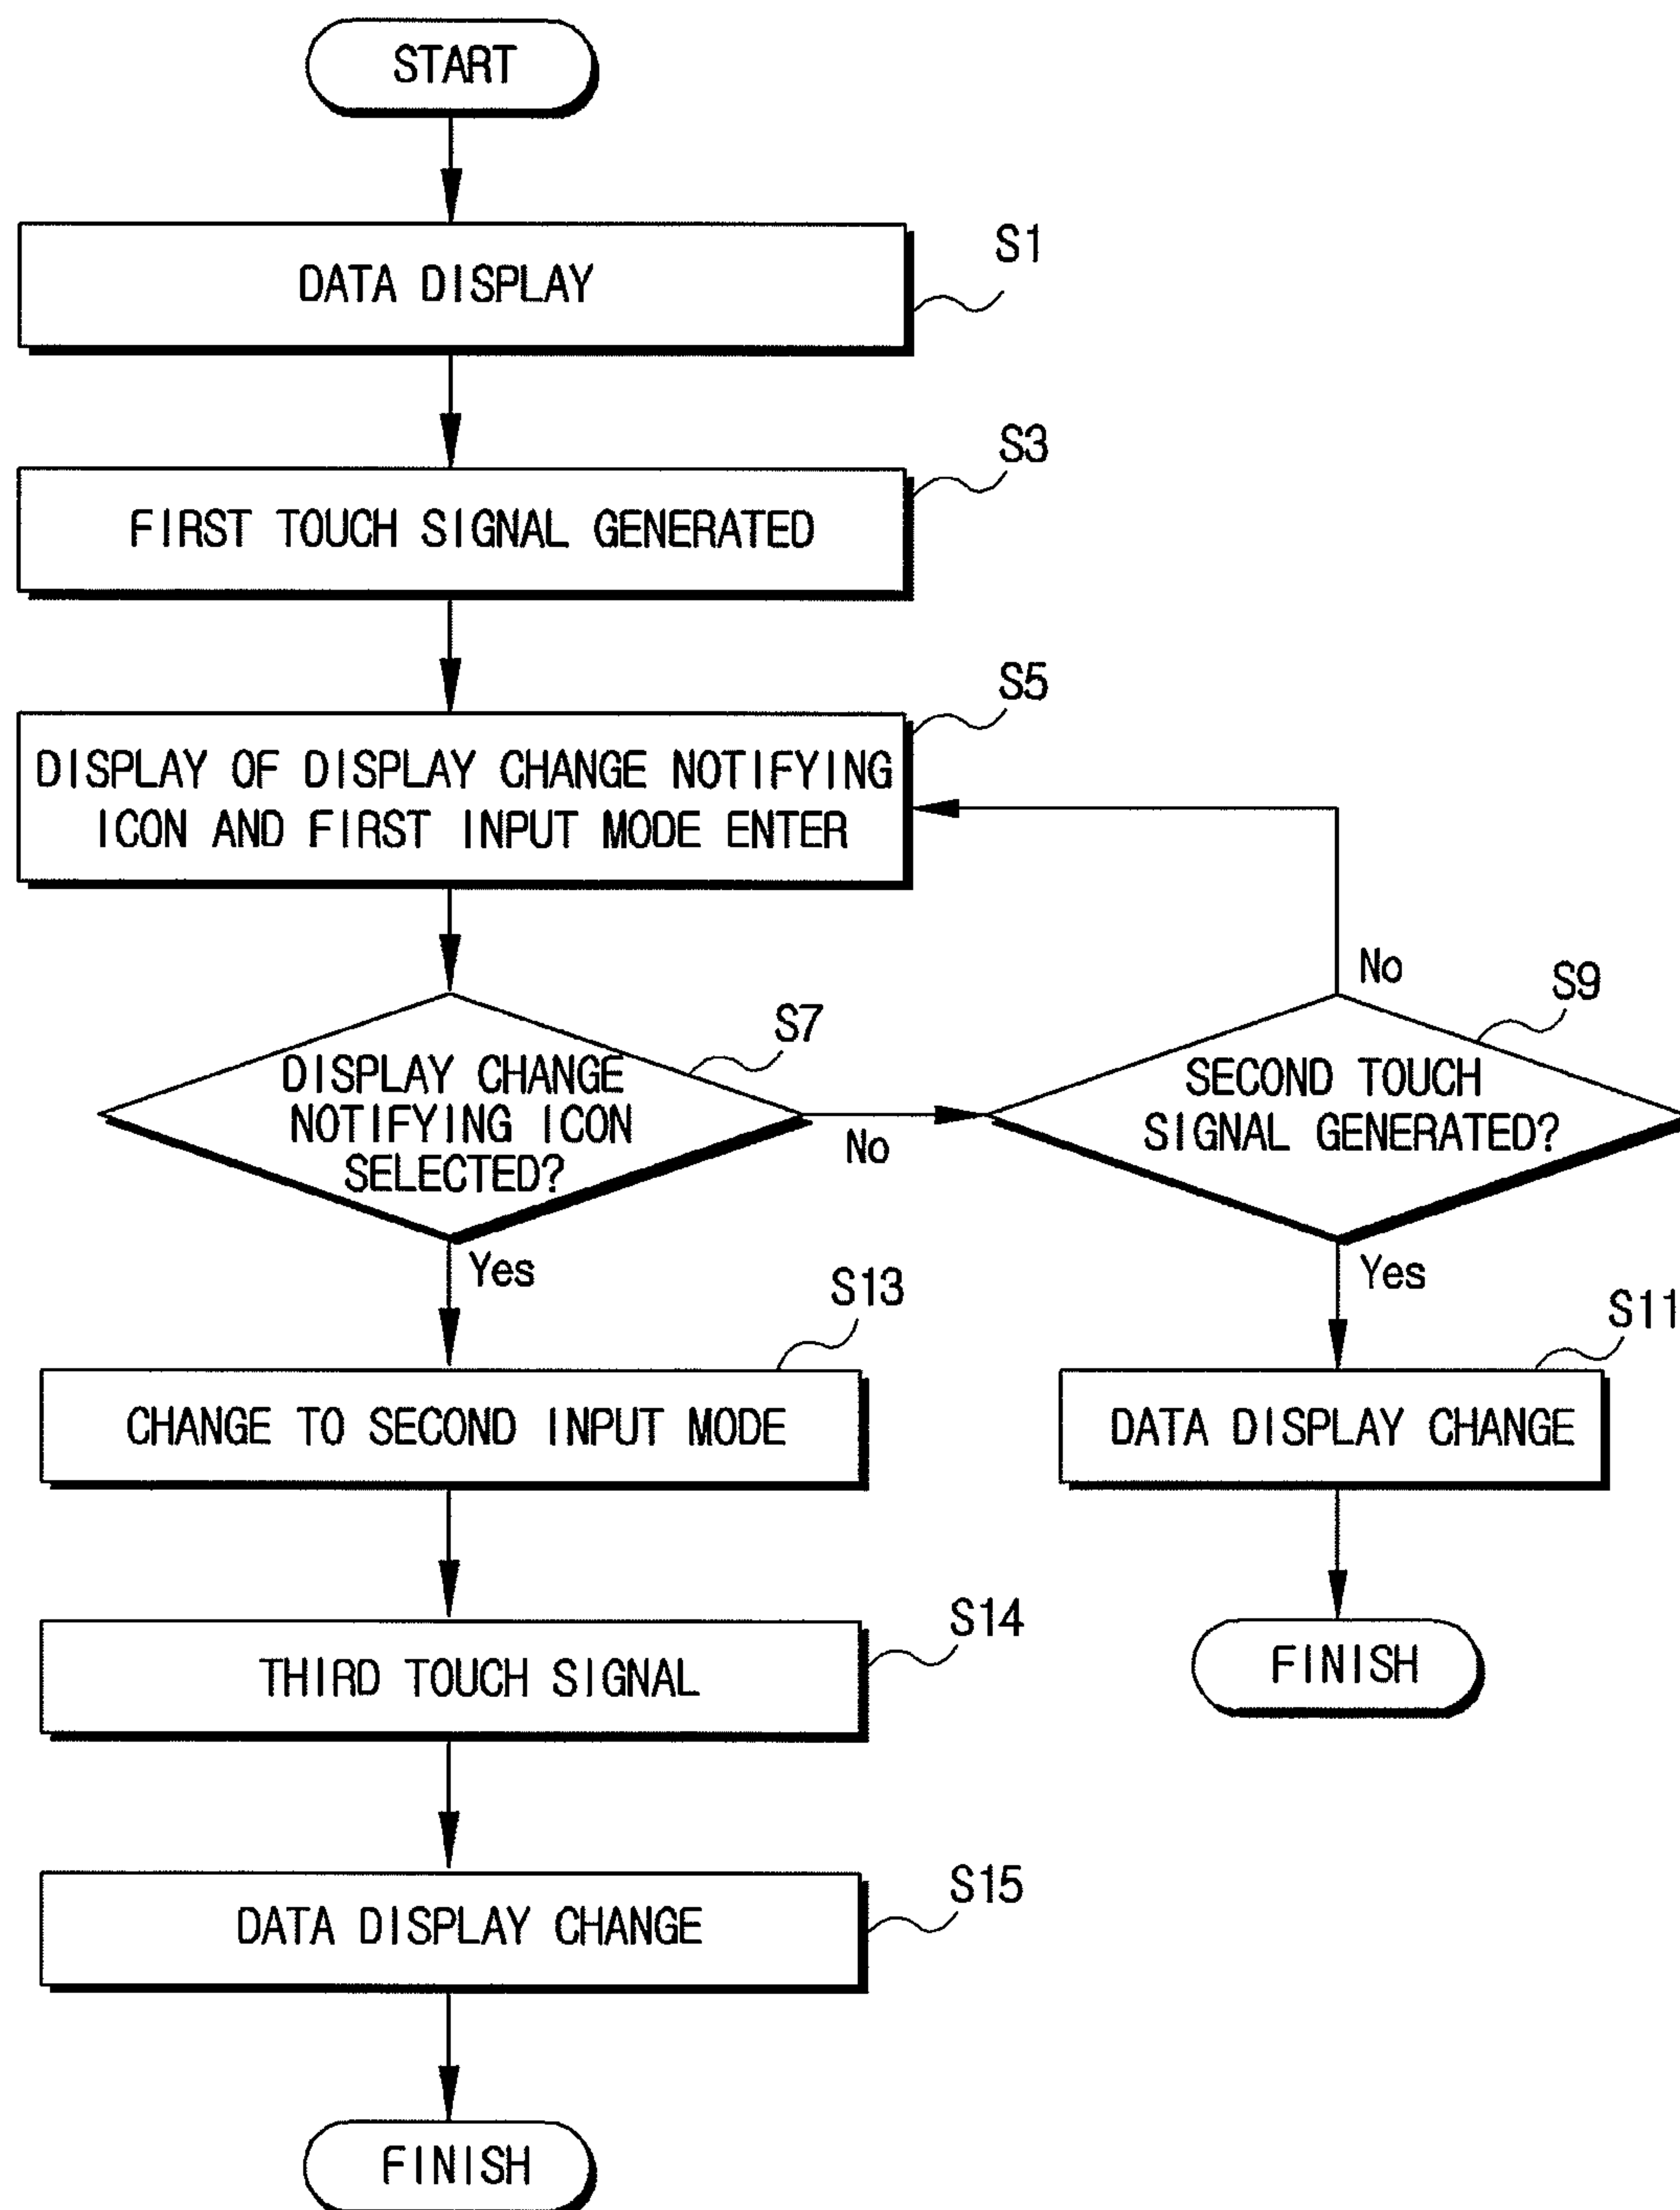 START
S1
DATA DISPLAY
S3
FIRST TOUCH SIGNAL GENERATED
S5
DISPLAY OF DISPLAY CHANGE NOTIFYING
ICON AND FIRST INPUT MODE ENTER
No
S9
S7
DISPLAY CHANGE
NOTIFYING ICON
SELECTED?
No
SECOND TOUCH
SIGNAL GENERATED?
Yes
Yes
S13
S11
CHANGE TO SECOND INPUT MODE
DATA DISPLAY CHANGE
S14
THIRD TOUCH SIGNAL
FINISH
S15
DATA DISPLAY CHANGE
FINISH